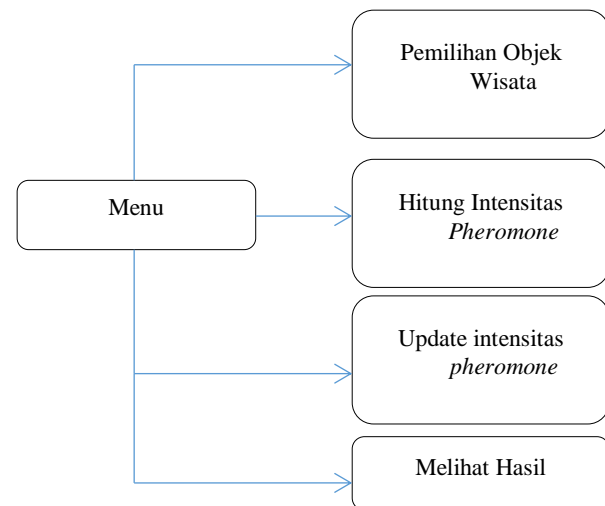 Pemilihan Objek
Wisata
Menu
Hitung Intensitas
Pheromone
Update intensitas
pheromone
Melihat Hasil